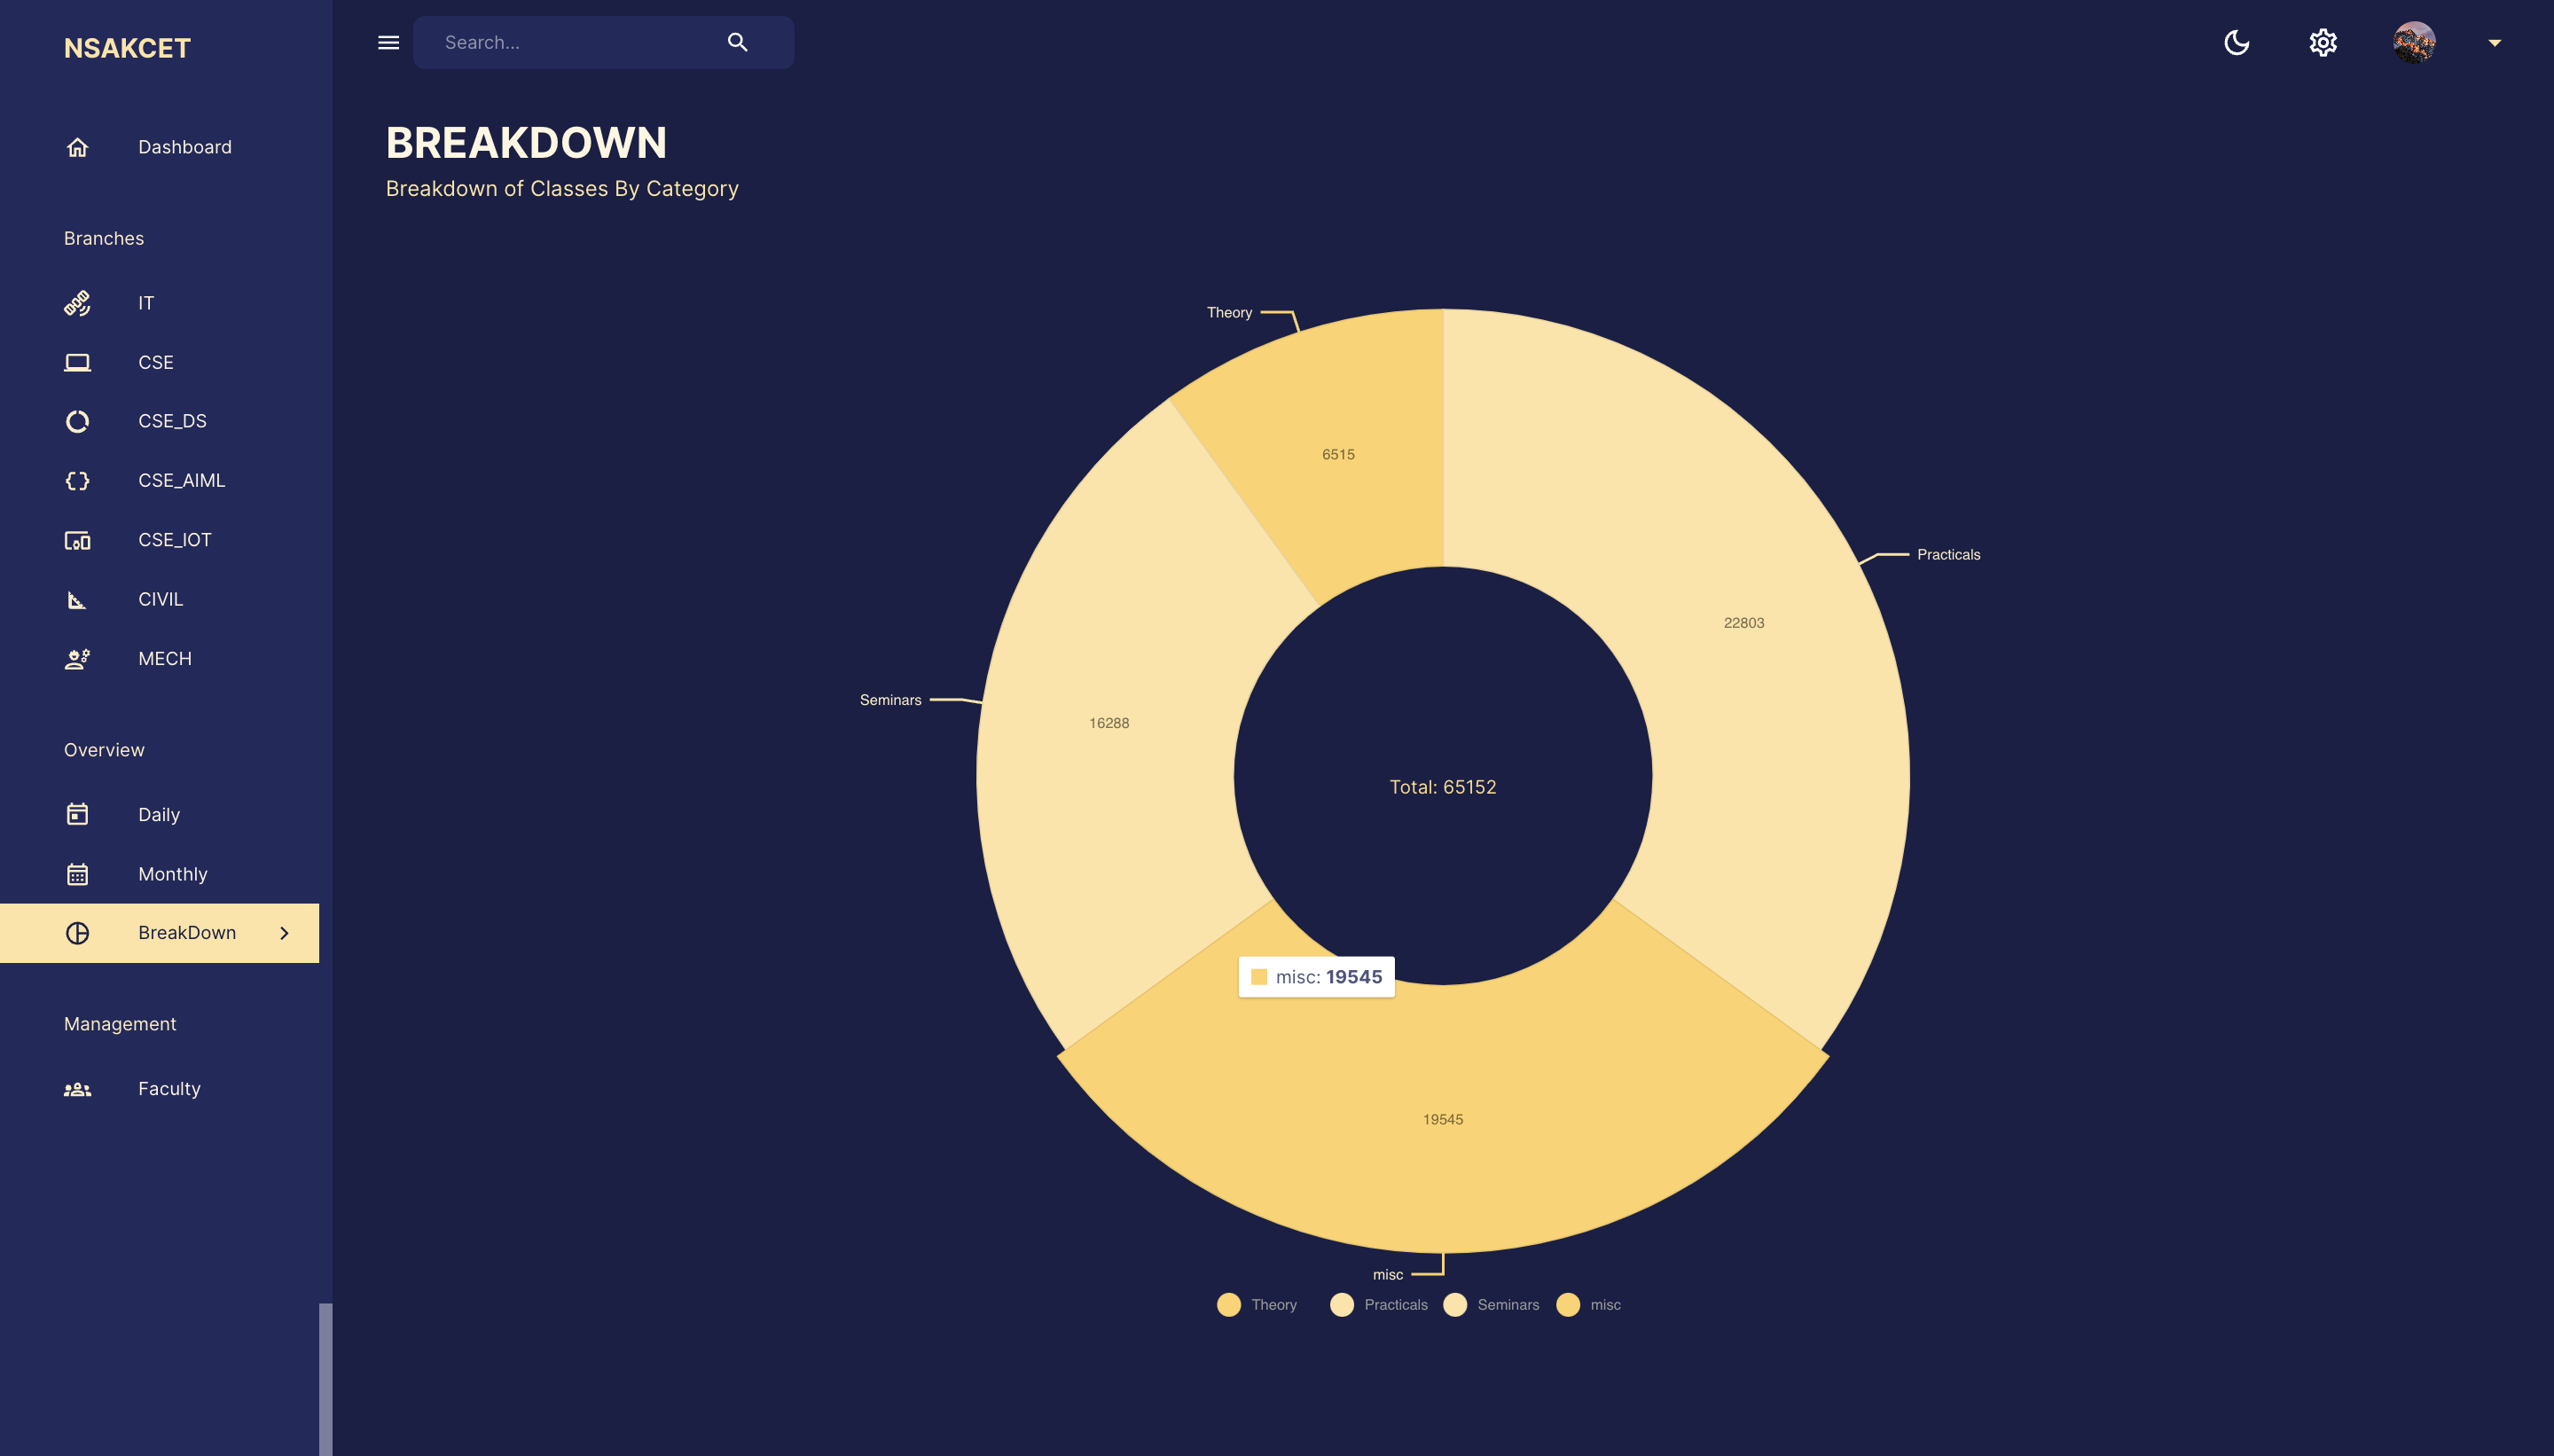 NSAKCET
Search...
Dashboard
Branches
IT
CSE
CSE_DS
CSE_AIML
CSE_IOT
CIVIL
MECH
Overview
Daily
Monthly
BreakDown
Management
Faculty
BREAKDOWN
Breakdown of Classes By Category
Theory
6515
Practicals
22803
Seminars
16288
Total: 65152
misc: 19545
19545
misc
Theory Practicals Seminars misc